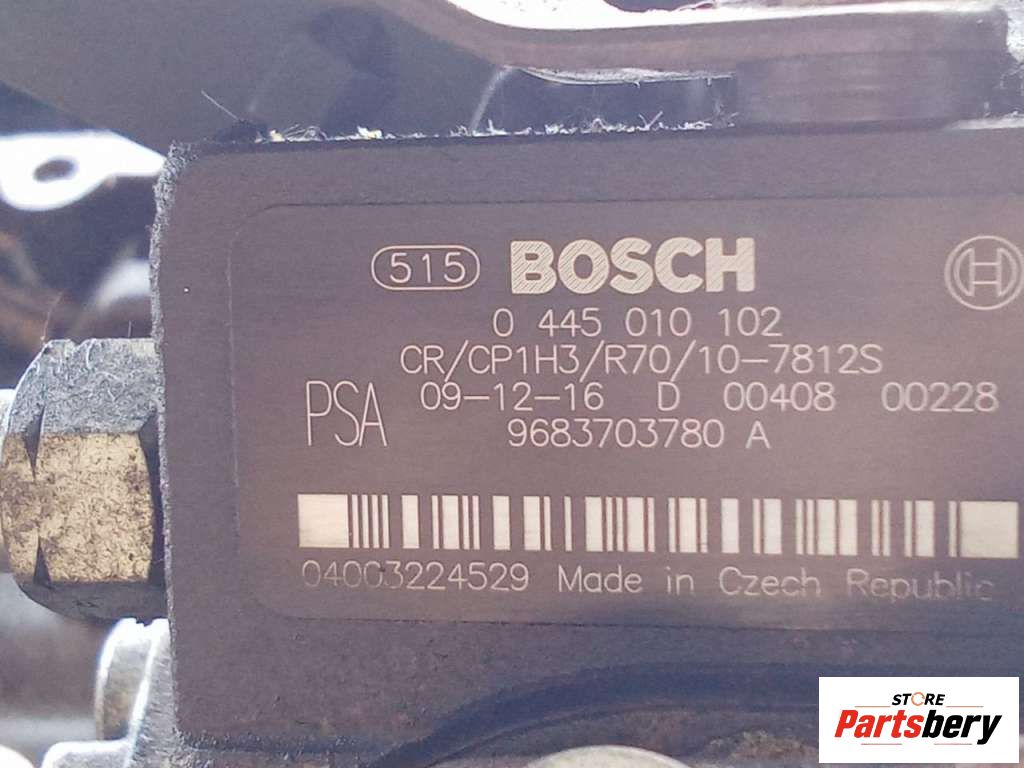 515 BOSCH
0 445 010 102
CR/CP1H3/R70/10-7812S
PSA 09-12-16 D 00408 00228
9683703780 A
04003224529 Made in Czech Republic
STORE
Partsbery